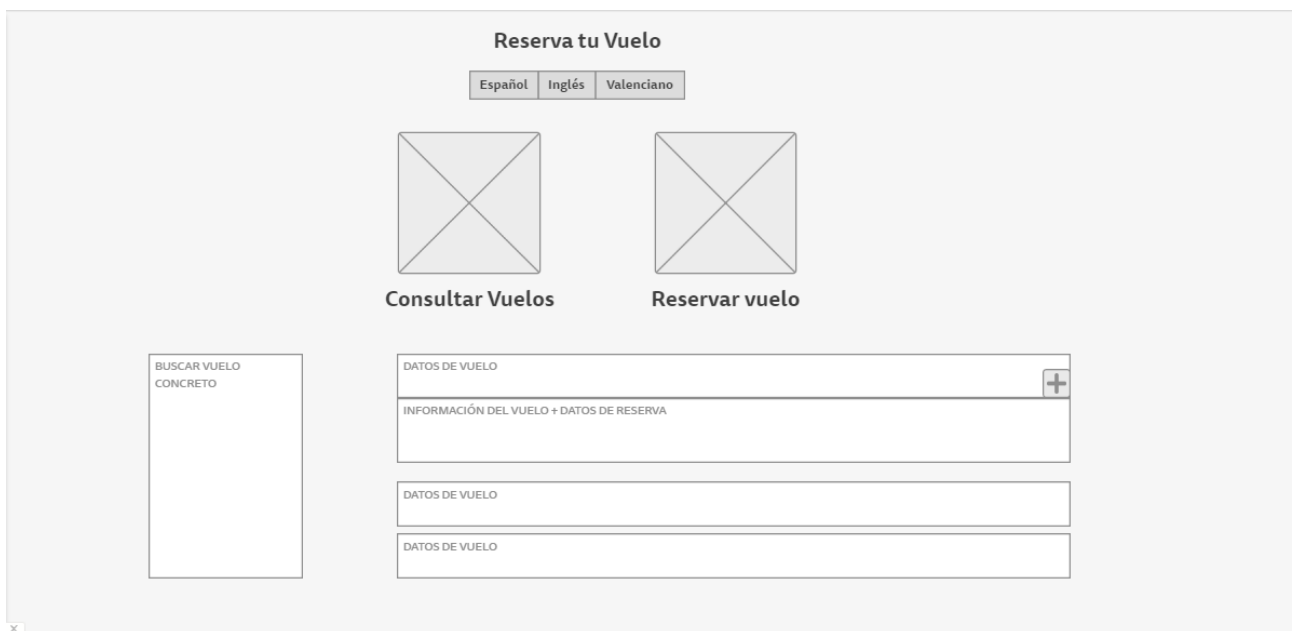 Reserva tu Vuelo
Español Inglés Valenciano
Consultar Vuelos
Reservar vuelo
BUSCAR VUELO
CONCRETO
DATOS DE VUELO
INFORMACIÓN DEL VUELO + DATOS DE RESERVA
DATOS DE VUELO
DATOS DE VUELO